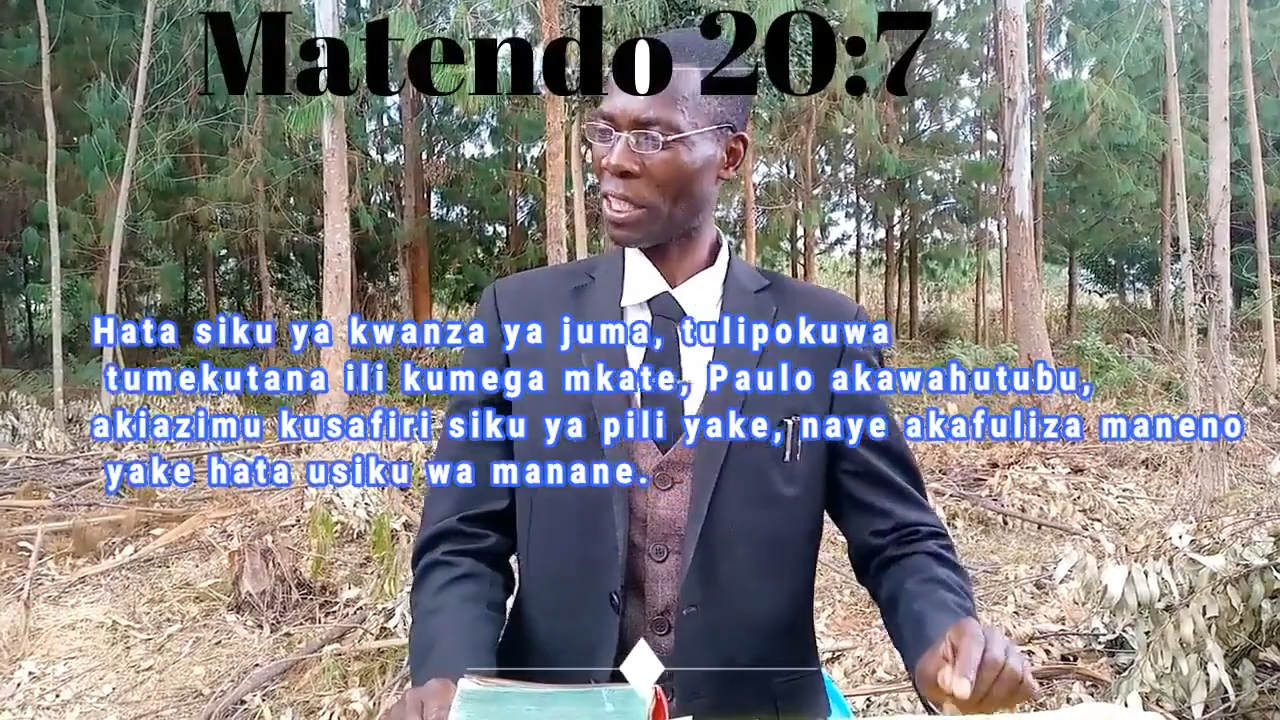 Matendo 20:7
Hata siku ya kwanza ya juma, tulipokuwa
tumekutana ili kumega mkate, Paulo akawahutubu,
akiazimu kusafiri siku ya pili yake, naye akafuliza maneno
yake hata usiku wa manane.